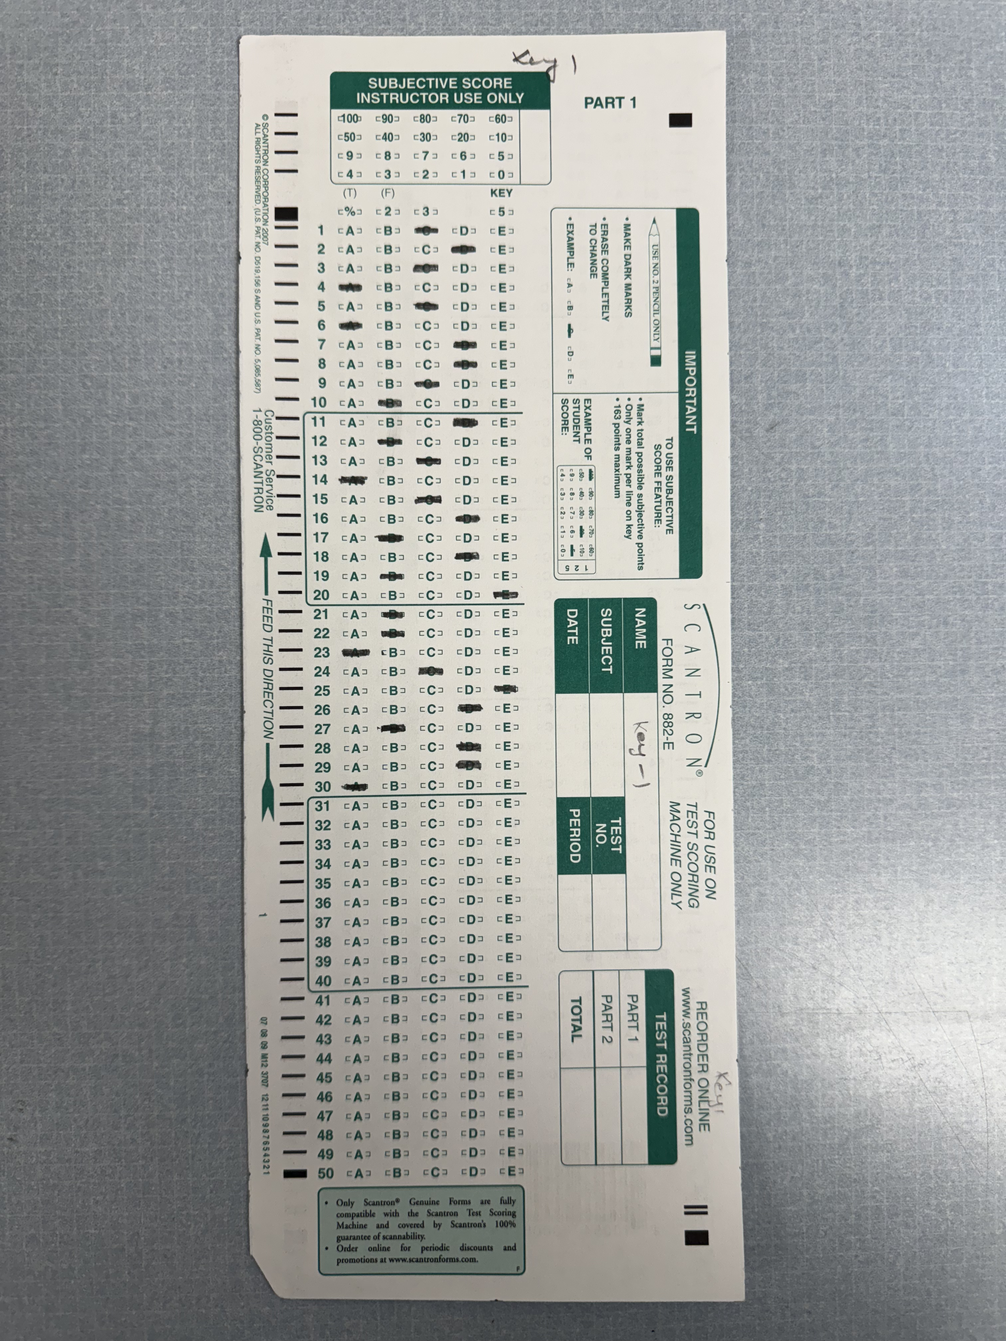 Key 1
SUBJECTIVE SCORE
INSTRUCTOR USE ONLY
PART 1
100 90 80 70 60
50 40 30 20 10
9 8 7 6 5
4 3 2 1 0
(T) (F) KEY
% 2 3 5
1 A B C D E
2 A B C D E
3 A B C D E
4 A B C D E
5 A B C D E
6 A B C D E
7 A B C D E
8 A B C D E
9 A B C D E
10 A B C D E
11 A B C D E
12 A B C D E
13 A B C D E
14 A B C D E
15 A B C D E
16 A B C D E
17 A B C D E
18 A B C D E
19 A B C D E
20 A B C D E
21 A B C D E
22 A B C D E
23 A B C D E
24 A B C D E
25 A B C D E
26 A B C D E
27 A B C D E
28 A B C D E
29 A B C D E
30 A B C D E
31 A B C D E
32 A B C D E
33 A B C D E
34 A B C D E
35 A B C D E
36 A B C D E
37 A B C D E
38 A B C D E
39 A B C D E
40 A B C D E
41 A B C D E
42 A B C D E
43 A B C D E
44 A B C D E
45 A B C D E
46 A B C D E
47 A B C D E
48 A B C D E
49 A B C D E
50 A B C D E
• Only Scantron® Genuine Forms are fully
compatible with the Scantron Test Scoring
Machine and covered by Scantron's 100%
guarantee of scannability.
• Order online for periodic discounts and
promotions at www.scantronforms.com.
P
© SCANTRON CORPORATION 2007
ALL RIGHTS RESERVED. (U.S. PAT. NO. D519,156 S AND U.S. PAT. NO. 5,085,587)
Customer Service
1-800-SCANTRON
FEED THIS DIRECTION
1
07 08 09 M12 3707 12 11 10 9 8 7 6 5 4 3 2 1
IMPORTANT
USE NO. 2 PENCIL ONLY
• MAKE DARK MARKS
• ERASE COMPLETELY
TO CHANGE
• EXAMPLE: A B D E
TO USE SUBJECTIVE
SCORE FEATURE:
• Mark total possible subjective points
• Only one mark per line on key
• 163 points maximum
EXAMPLE OF
STUDENT
SCORE:
SCANTRON®
FORM NO. 882-E
FOR USE ON
TEST SCORING
MACHINE ONLY
NAME Key -1
SUBJECT
TEST
NO.
DATE
PERIOD
REORDER ONLINE
www.scantronforms.com
Key 1
TEST RECORD
PART 1
PART 2
TOTAL